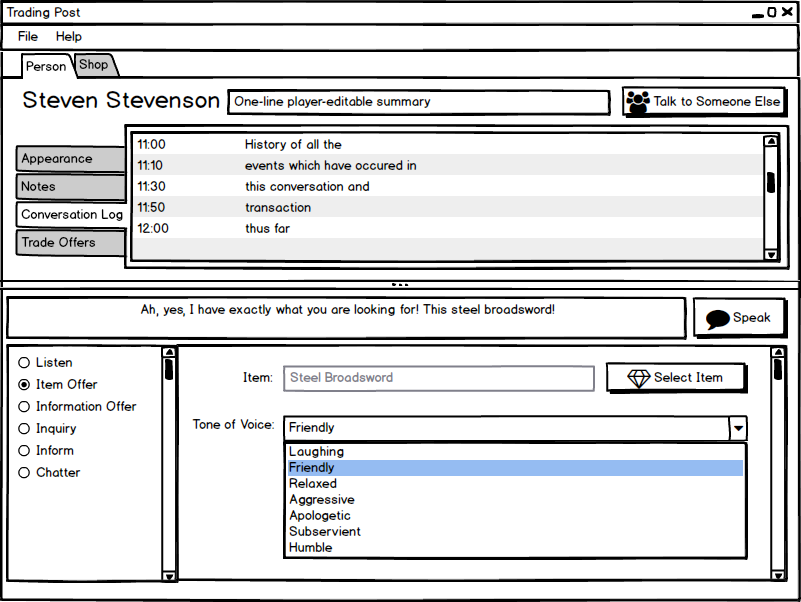 Trading Post
File Help
Person Shop
Steven Stevenson One-line player-editable summary Talk to Someone Else
Appearance
Notes
Conversation Log
Trade Offers
11:00 History of all the
11:10 events which have occured in
11:30 this conversation and
11:50 transaction
12:00 thus far
Ah, yes, I have exactly what you are looking for! This steel broadsword!
Speak
Listen
Item Offer
Information Offer
Inquiry
Inform
Chatter
Item: Steel Broadsword Select Item
Tone of Voice: Friendly
Laughing
Friendly
Relaxed
Aggressive
Apologetic
Subservient
Humble